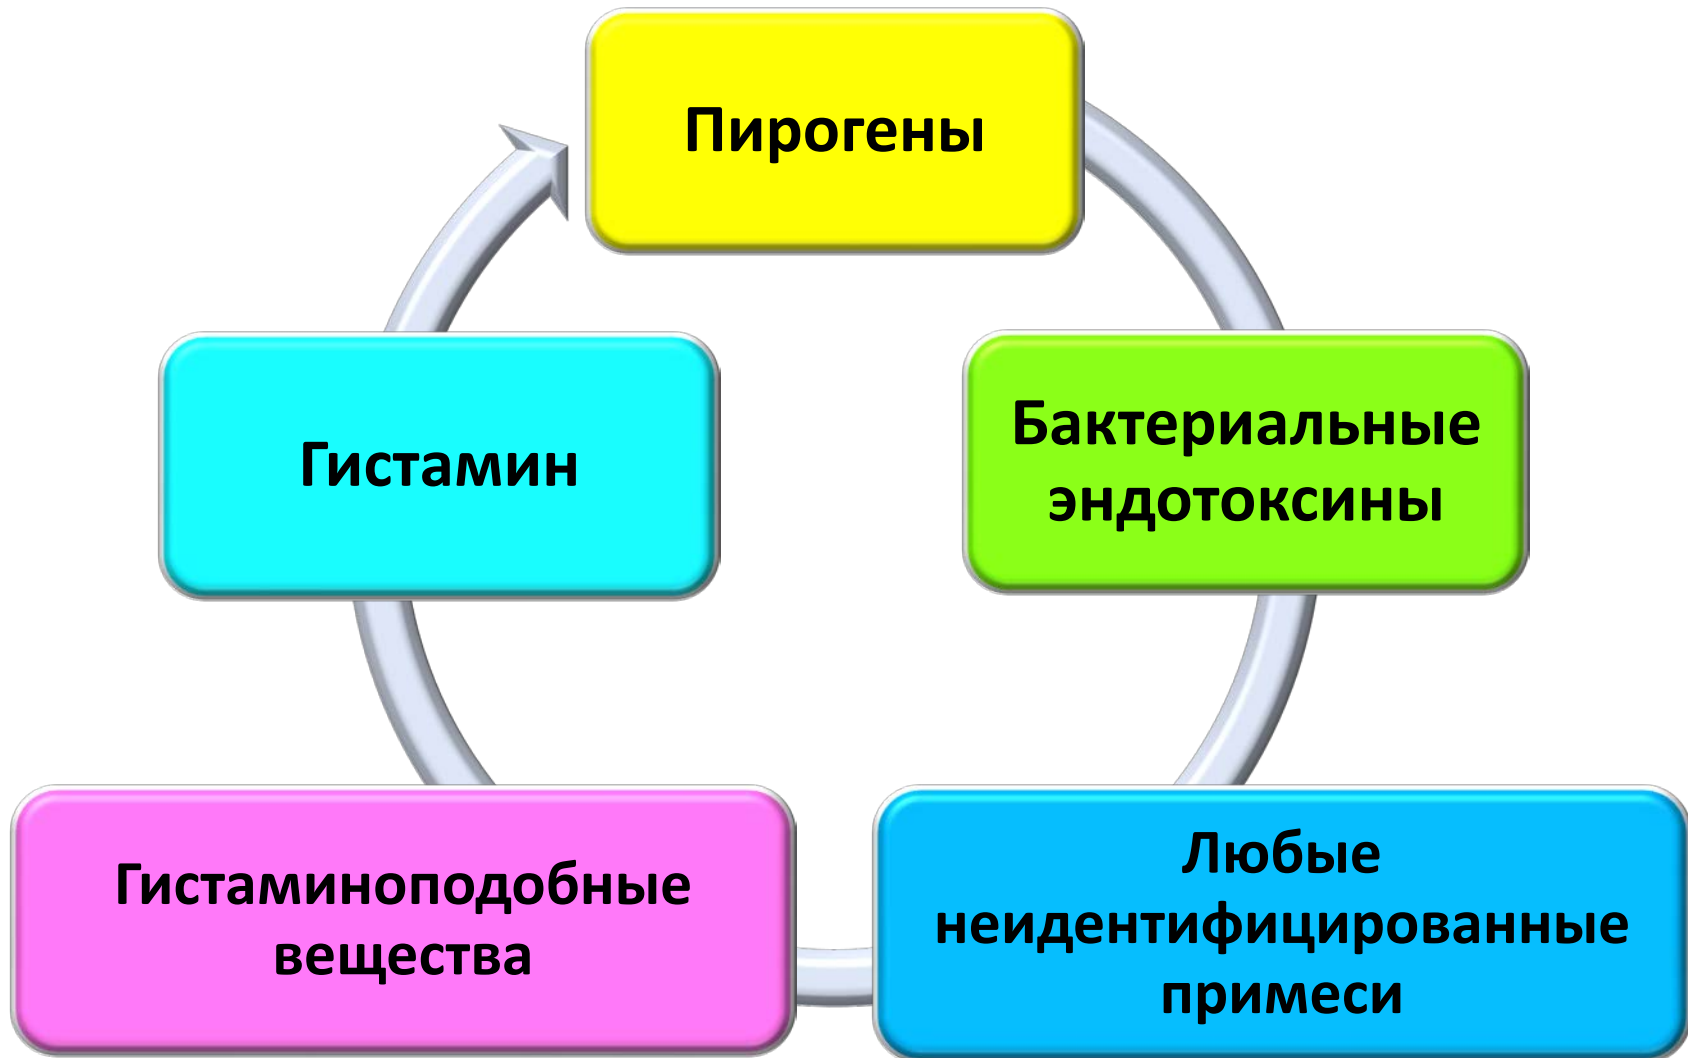 Пирогены
Бактериальные
эндотоксины
Любые
неидентифицированные
примеси
Гистаминоподобные
вещества
Гистамин